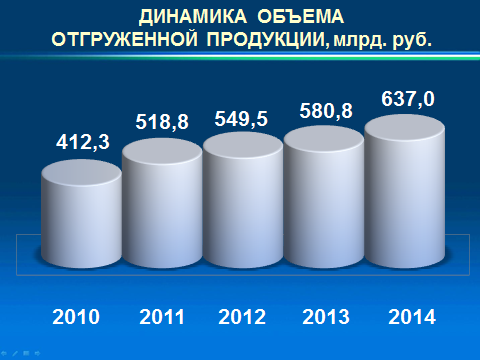 ДИНАМИКА ОБЪЕМА
ОТГРУЖЕННОЙ ПРОДУКЦИИ, млрд. руб.
412,3 518,8 549,5 580,8 637,0
2010 2011 2012 2013 2014